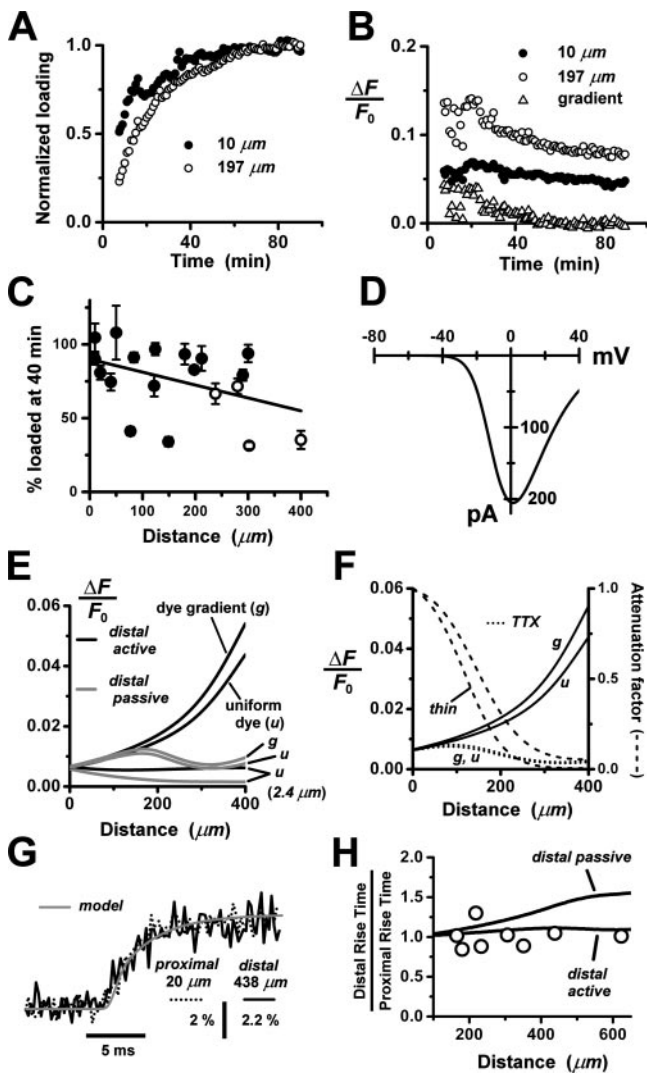 A
Normalized loading
1.0
0.5
0.0
10 μm
197 μm
0
40
80
Time (min)
B
ΔF
F0
0.2
0.1
0.0
10 μm
197 μm
gradient
0
40
80
Time (min)
C
% loaded at 40 min
100
50
0
0
100
200
300
400
Distance (μm)
D
-80
-40
0
40
mV
100
200
pA
E
ΔF
F0
0.06
0.04
0.02
0.00
dye gradient (g)
distal
active
distal
passive
uniform
dye (u)
g
u
u
(2.4 μm)
0
200
400
Distance (μm)
F
ΔF
F0
0.06
0.04
0.02
0.00
TTX
thin
g
u
g, u
1.0
0.5
0.0
Attenuation factor (---)
0
200
400
Distance (μm)
G
model
proximal
20 μm
distal
438 μm
2 %
2.2 %
5 ms
H
Distal Rise Time
Proximal Rise Time
2.0
1.5
1.0
0.5
0.0
distal passive
distal
active
200
400
600
Distance (μm)